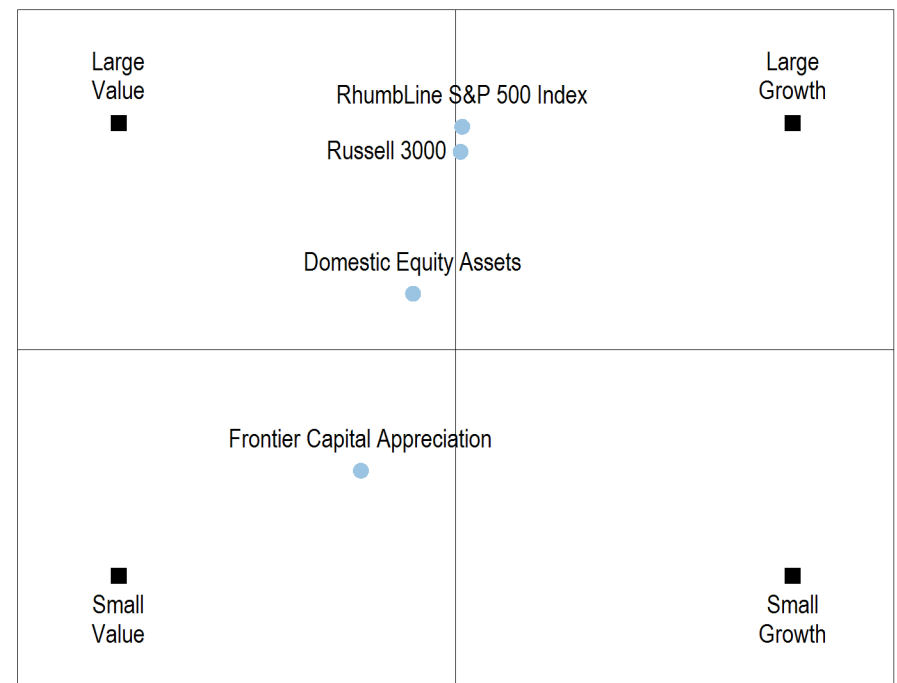 Large
Value
Large
Growth
RhumbLine S&P 500 Index
Russell 3000
Domestic Equity Assets
Frontier Capital Appreciation
Small
Value
Small
Growth